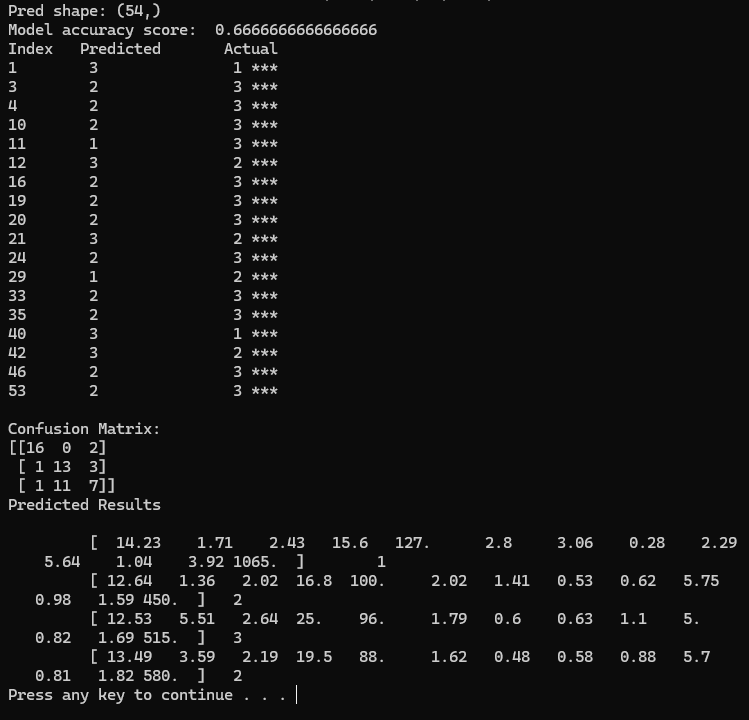 Pred shape: (54,)
Model accuracy score:  0.6666666666666666
Index   Predicted       Actual
1        3               1 ***
3        2               3 ***
4        2               3 ***
10       2               3 ***
11       1               3 ***
12       3               2 ***
16       2               3 ***
19       2               3 ***
20       2               3 ***
21       3               2 ***
24       2               3 ***
29       1               2 ***
33       2               3 ***
35       2               3 ***
40       3               1 ***
42       3               2 ***
46       2               3 ***
53       2               3 ***

Confusion Matrix:
[[16  0  2]
 [ 1 13  3]
 [ 1 11  7]]
Predicted Results

         [  14.23    1.71    2.43   15.6   127.      2.8     3.06    0.28    2.29
    5.64    1.04    3.92 1065.  ]        1
         [ 12.64   1.36   2.02  16.8  100.     2.02   1.41   0.53   0.62   5.75
   0.98   1.59 450.  ]   2
         [ 12.53   5.51   2.64  25.    96.     1.79   0.6    0.63   1.1    5.
   0.82   1.69 515.  ]   3
         [ 13.49   3.59   2.19  19.5   88.     1.62   0.48   0.58   0.88   5.7
   0.81   1.82 580.  ]   2
Press any key to continue . . .